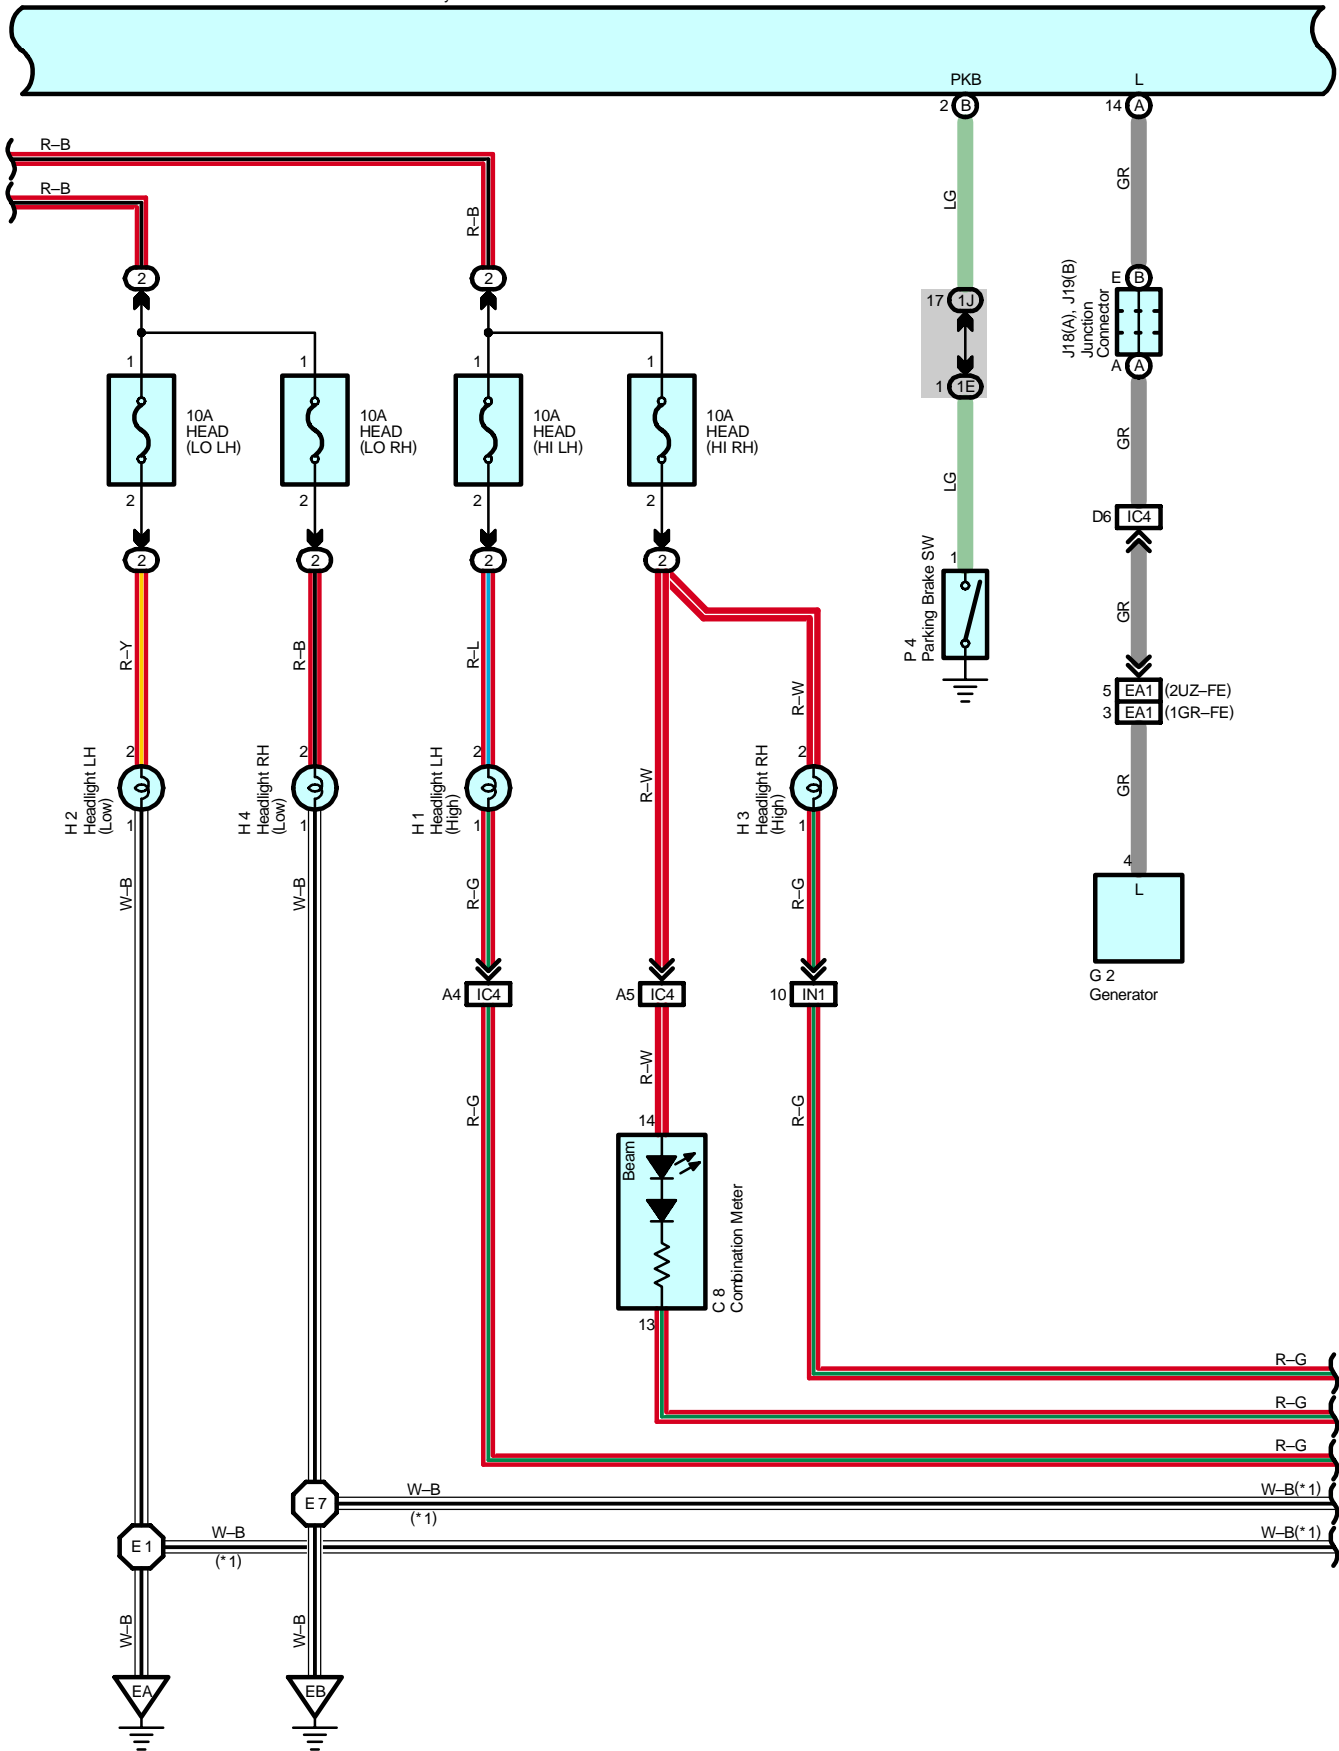 PKB
L
2 B
14 A
R–B
R–B
R–B
LG
GR
2
2
17 1J
E B
J18(A), J19(B)
Junction
Connector
1
1
1
1
A A
1 1E
10A
HEAD
(LO LH)
10A
HEAD
(LO RH)
10A
HEAD
(HI LH)
10A
HEAD
(HI RH)
GR
LG
2
2
2
2
D6 IC4
2
2
2
2
1
P 4
Parking Brake SW
GR
R–Y
R–B
R–L
R–W
5 EA1 (2UZ–FE)
3 EA1 (1GR–FE)
2
2
2
2
H 2
Headlight LH
(Low)
H 4
Headlight RH
(Low)
H 1
Headlight LH
(High)
R–W
H 3
Headlight RH
(High)
GR
1
1
1
1
4
L
W–B
W–B
R–G
R–G
G 2
Generator
A4 IC4
A5 IC4
10 IN1
R–W
R–G
R–G
14
Beam
C 8
Combination Meter
13
R–G
R–G
R–G
E 7
W–B
(*1)
W–B(*1)
E 1
W–B
(*1)
W–B(*1)
W–B
W–B
EA
EB